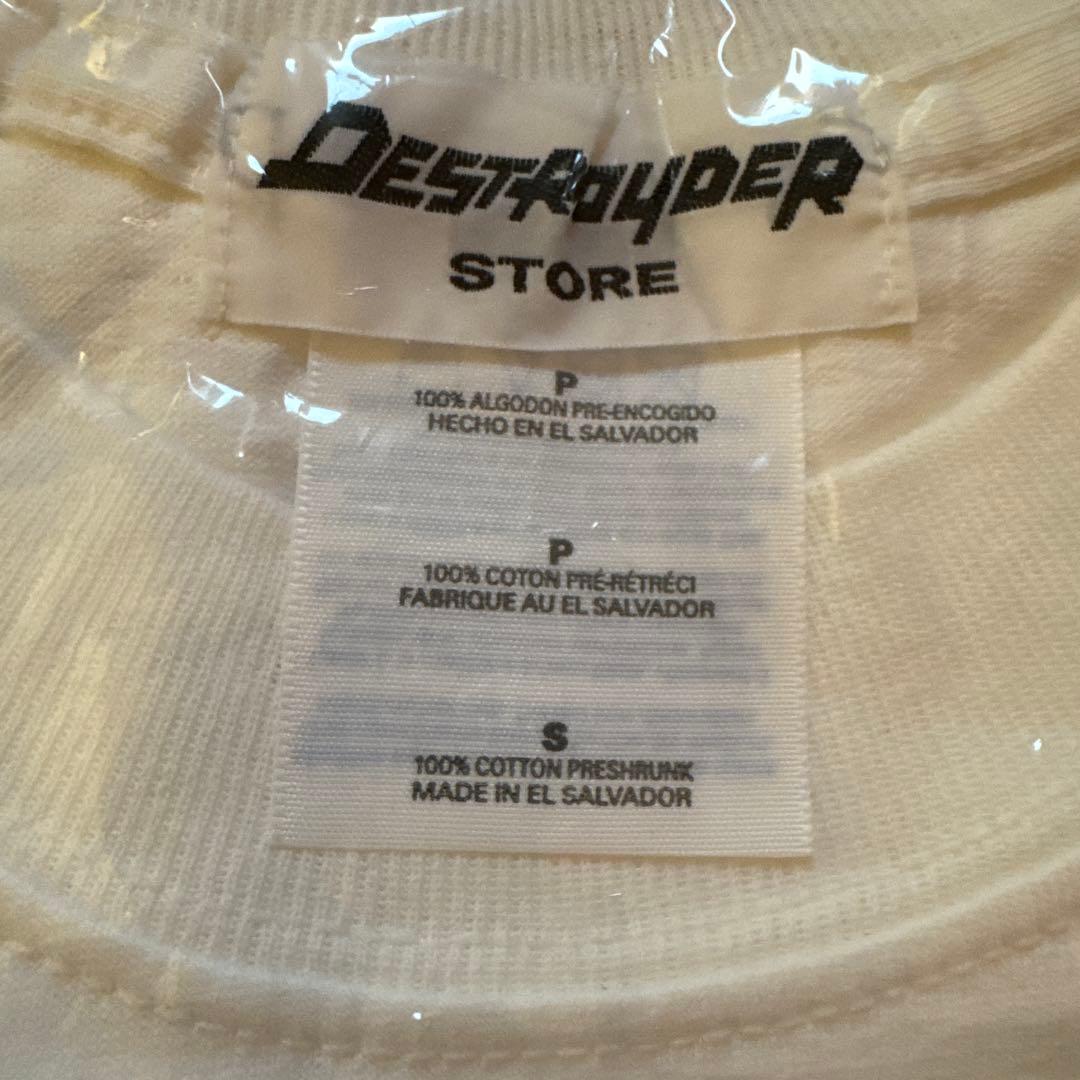 DESTROYDER
STORE
P
100% ALGODON PRE-ENCOGIDO
HECHO EN EL SALVADOR
P
100% COTON PRÉ-RÉTRÉCI
FABRIQUE AU EL SALVADOR
S
100% COTTON PRESHRUNK
MADE IN EL SALVADOR